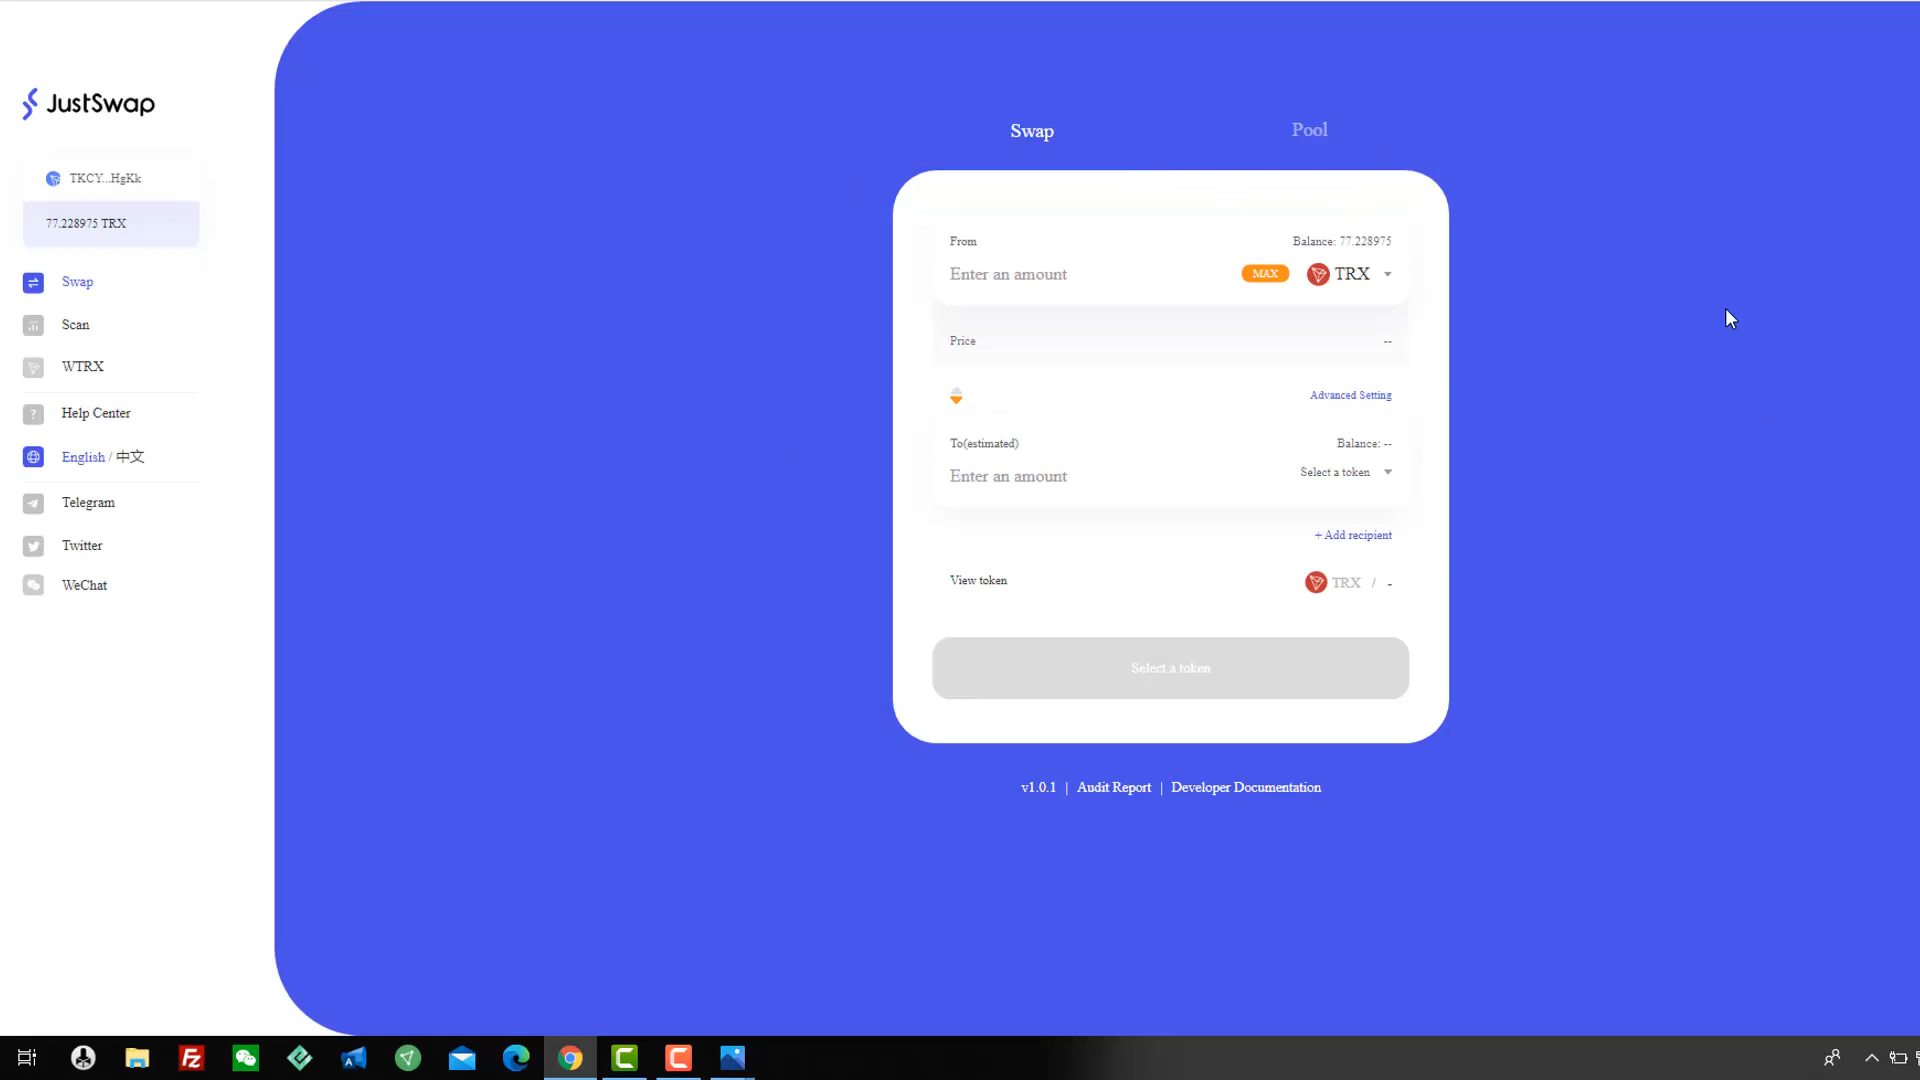 JustSwap
TKCY...HgKk
77.228975 TRX
Swap
Scan
WTRX
Help Center
English / 中文
Telegram
Twitter
WeChat
Swap
Pool
From
Balance: 77.228975
Enter an amount
MAX
TRX
Price
--
Advanced Setting
To(estimated)
Balance: --
Enter an amount
Select a token
+ Add recipient
View token
TRX / -
Select a token
v1.0.1 | Audit Report | Developer Documentation